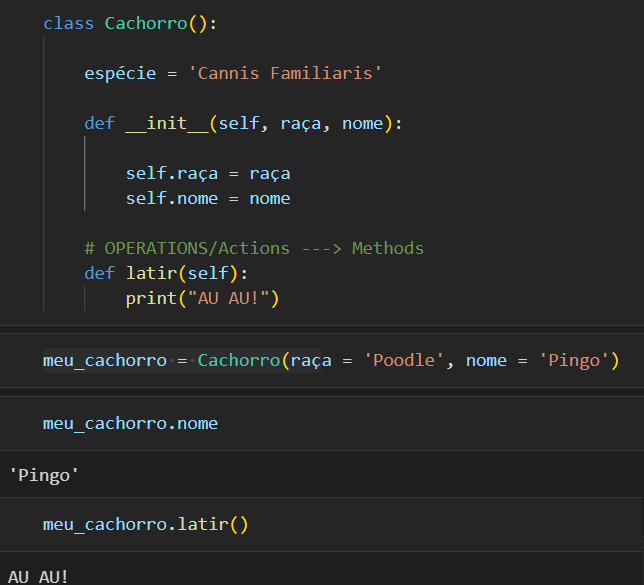 class Cachorro():
espécie = 'Cannis Familiaris'
def __init__(self, raça, nome):
self.raça = raça
self.nome = nome
# OPERATIONS/Actions ---> Methods
def latir(self):
print("AU AU!")
meu_cachorro = Cachorro(raça = 'Poodle', nome = 'Pingo')
meu_cachorro.nome
'Pingo'
meu_cachorro.latir()
AU AU!